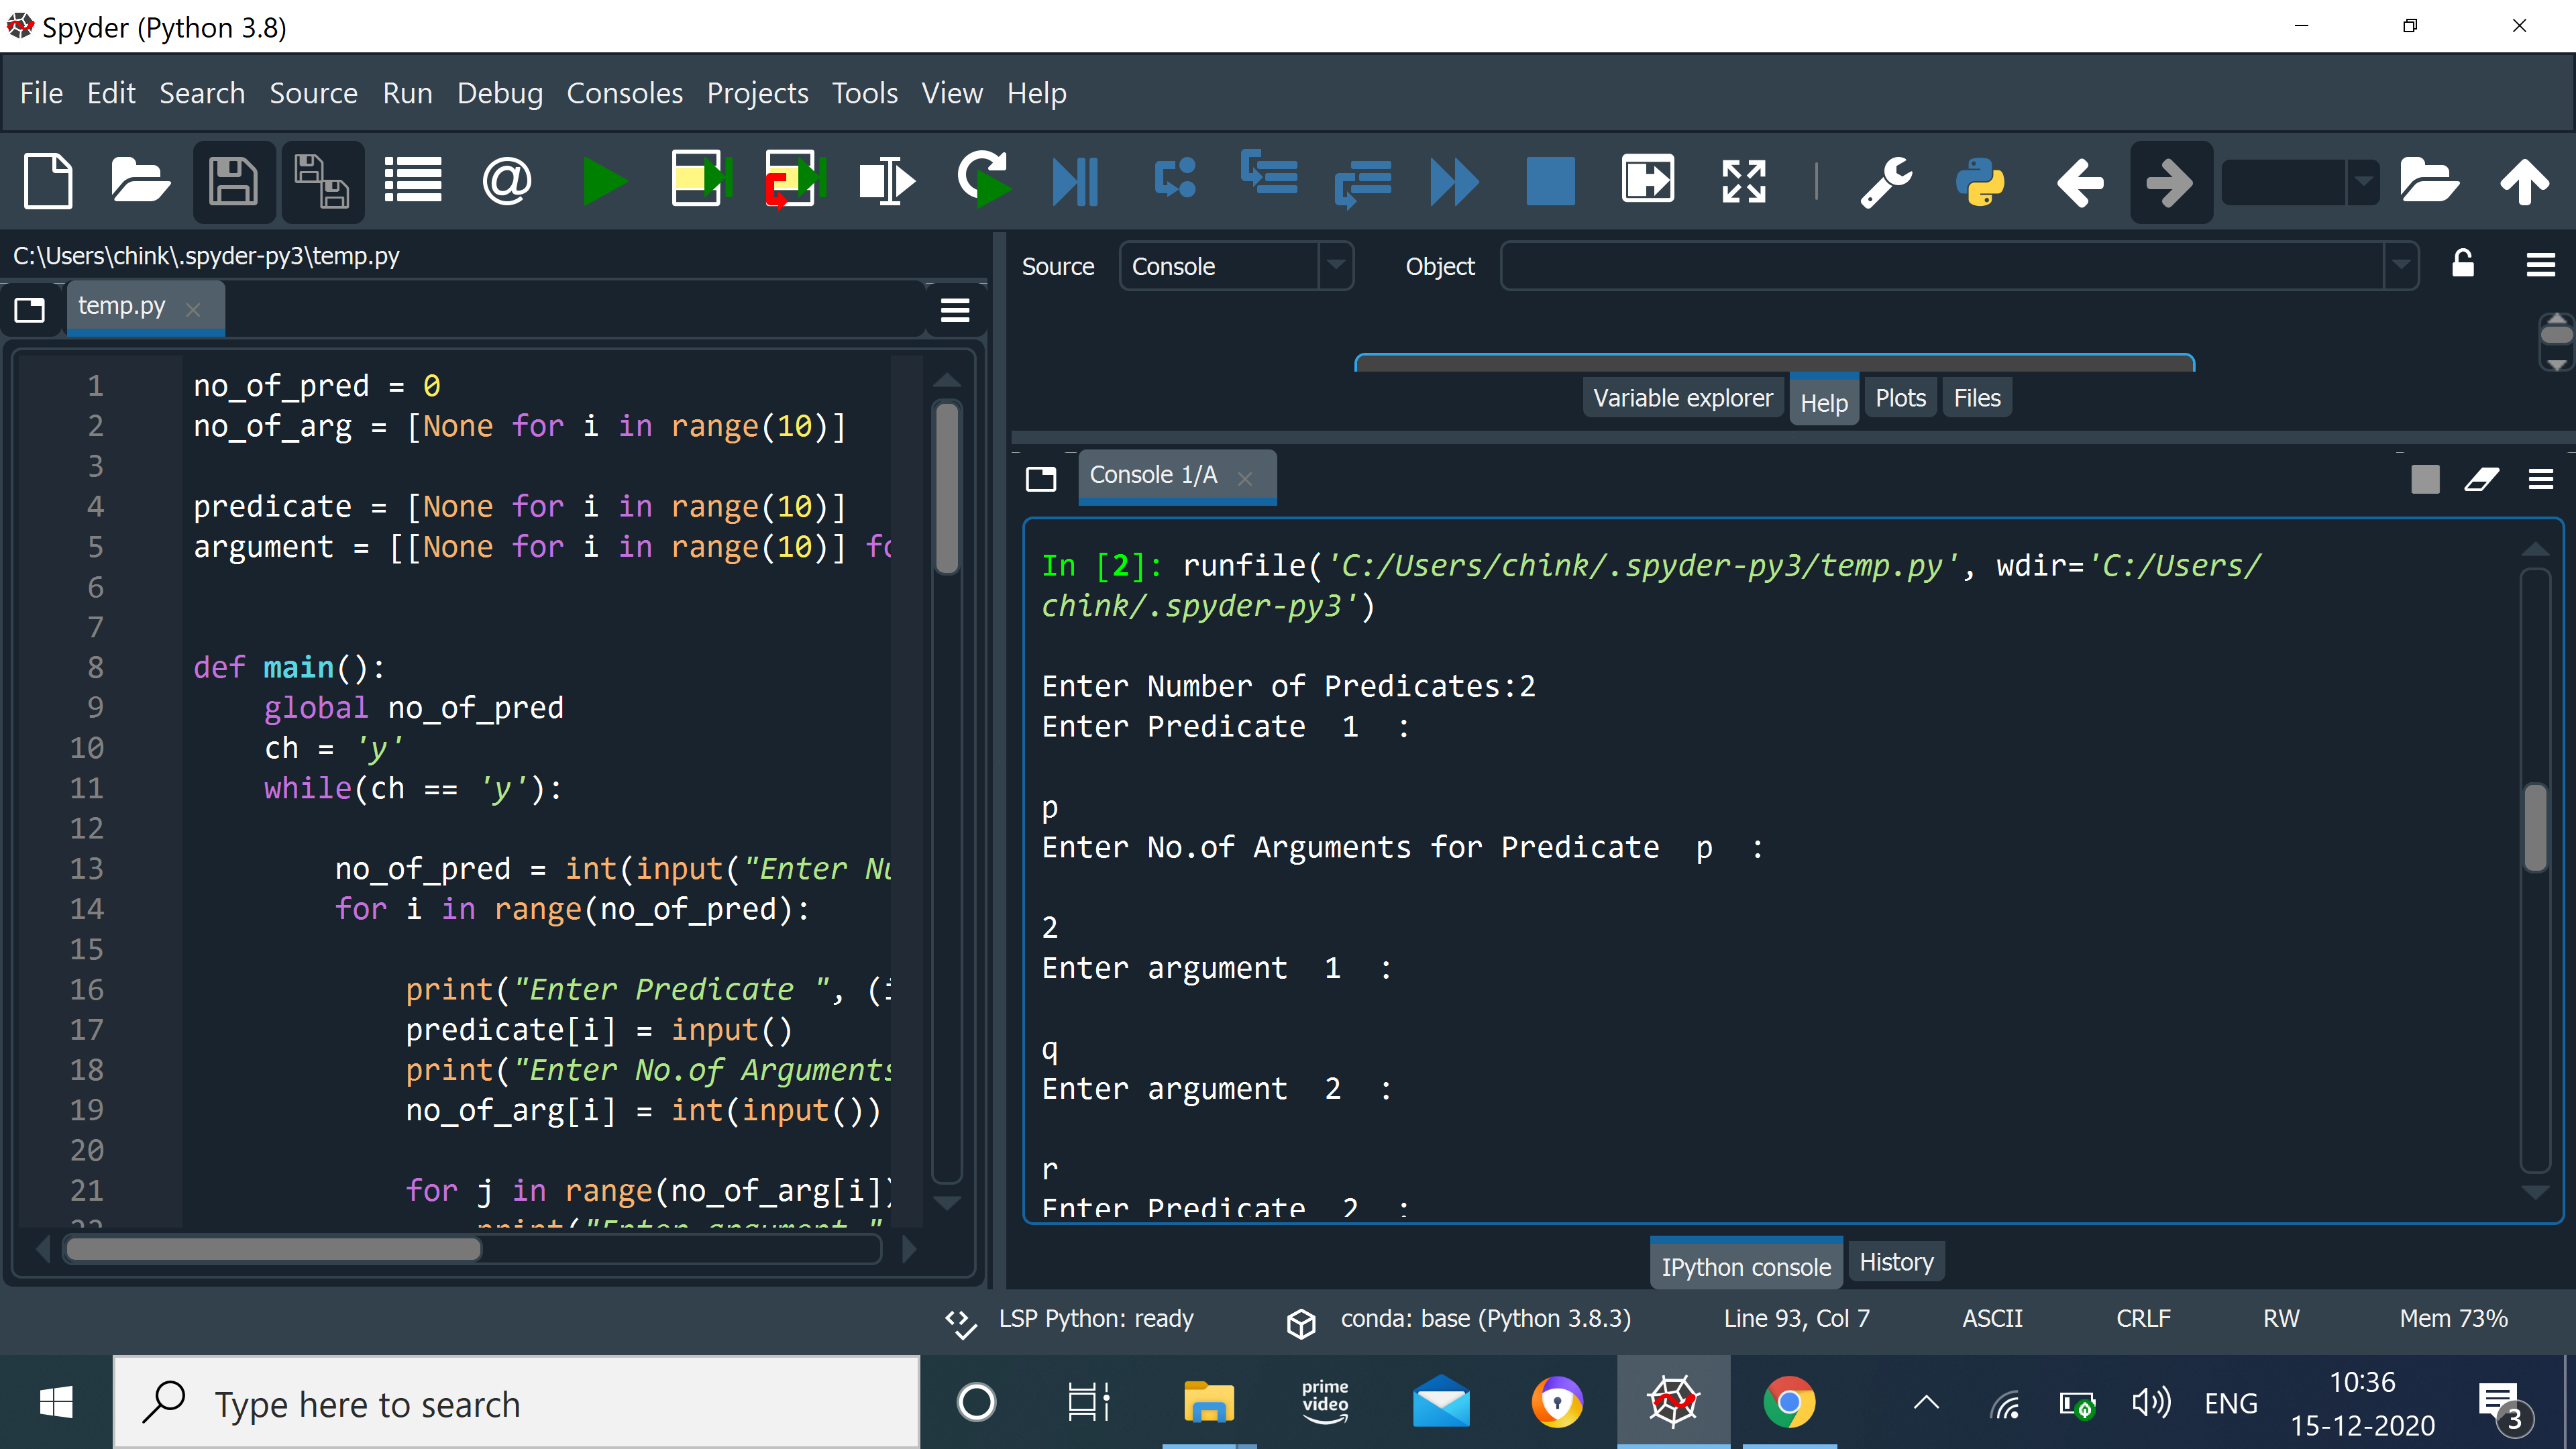 Spyder (Python 3.8)
File Edit Search Source Run Debug Consoles Projects Tools View Help
C:\Users\chink\.spyder-py3\temp.py
temp.py
1 no_of_pred = 0
2 no_of_arg = [None for i in range(10)]
3
4 predicate = [None for i in range(10)]
5 argument = [[None for i in range(10)] fo
6
7
8 def main():
9 global no_of_pred
10 ch = 'y'
11 while(ch == 'y'):
12
13 no_of_pred = int(input("Enter Nu
14 for i in range(no_of_pred):
15
16 print("Enter Predicate ", (i
17 predicate[i] = input()
18 print("Enter No.of Arguments
19 no_of_arg[i] = int(input())
20
21 for j in range(no_of_arg[i])
22 print("Enter argument "
Source Console Object
Variable explorer Help Plots Files
Console 1/A
In [2]: runfile('C:/Users/chink/.spyder-py3/temp.py', wdir='C:/Users/
chink/.spyder-py3')
Enter Number of Predicates:2
Enter Predicate 1 :
p
Enter No.of Arguments for Predicate p :
2
Enter argument 1 :
q
Enter argument 2 :
r
Enter Predicate 2 :
IPython console History
LSP Python: ready conda: base (Python 3.8.3) Line 93, Col 7 ASCII CRLF RW Mem 73%
Type here to search
prime
video
ENG
10:36
15-12-2020
3